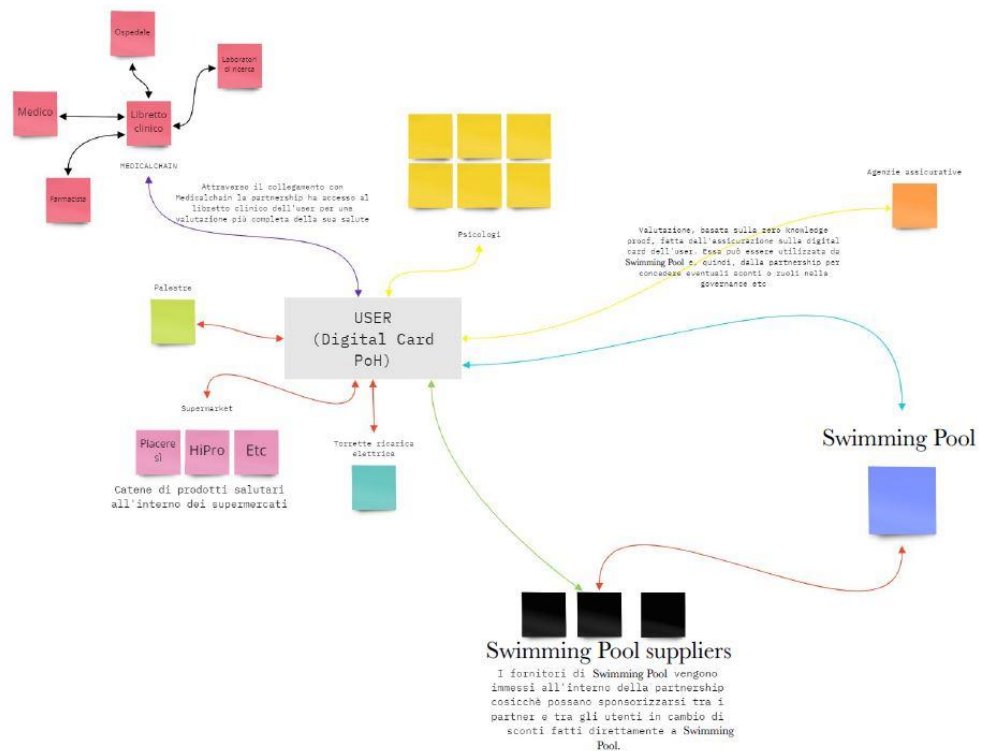 Ospedale
Laboratori
di ricerca
Medico
Libretto
clinico
Farmacista
MEDICALCHAIN
Attraverso il collegamento con
Medicalchain la partnership ha accesso al
libretto clinico dell'user per una
valutazione più completa della sua salute
Psicologi
Agenzie assicurative
Valutazione, basata sulla zero knowledge
proof, fatta dall'assicurazione sulla digital
card dell'user. Essa può essere utilizzata da
Swimming Pool e, quindi, dalla partnership per
concedere eventuali sconti o ruoli nella
governance etc
Palestre
USER
(Digital Card
PoH)
Supermarket
Piacere
sì
HiPro
Etc
Catene di prodotti salutari
all'interno dei supermercati
Torrette ricarica
elettrica
Swimming Pool
Swimming Pool suppliers
I fornitori di Swimming Pool vengono
immessi all'interno della partnership
cosicchè possano sponsorizzarsi tra i
partner e tra gli utenti in cambio di
sconti fatti direttamente a Swimming
Pool.